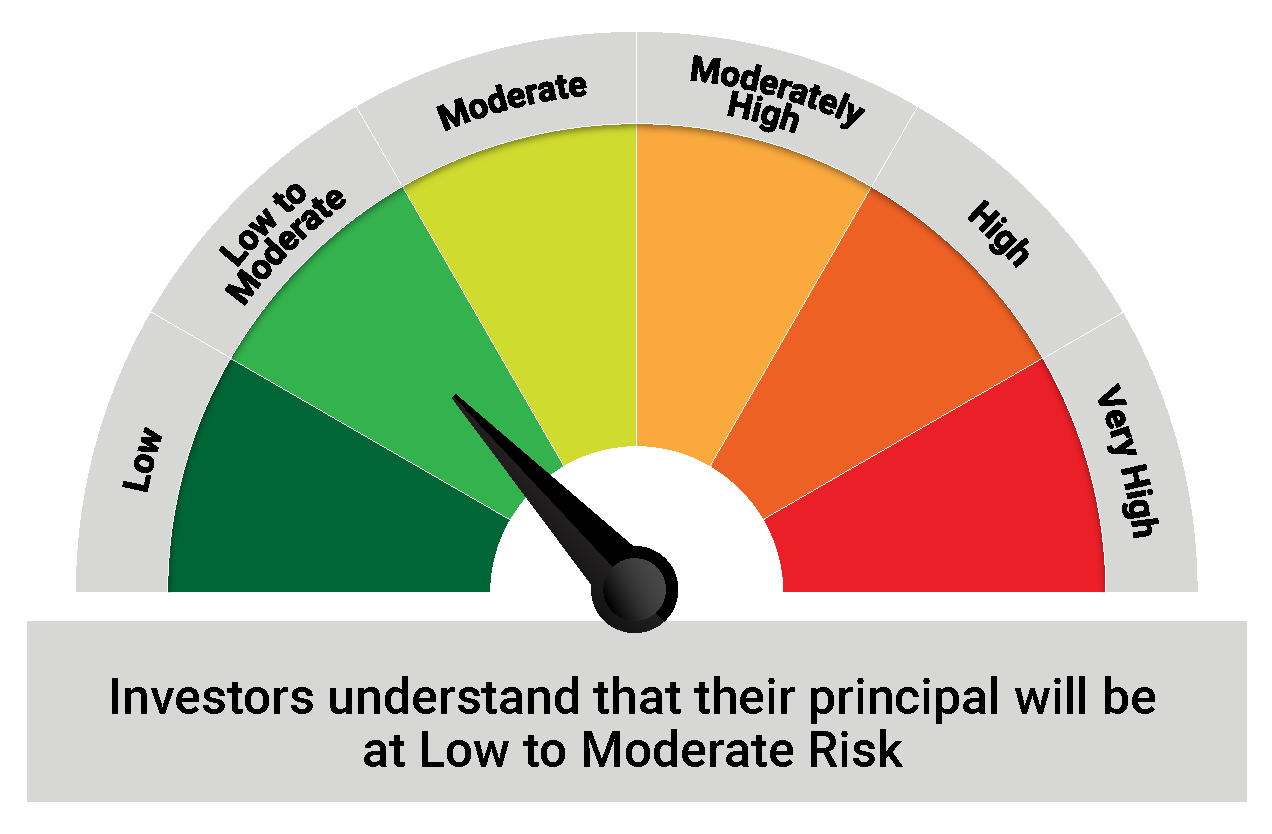 Low
Low to
Moderate
Moderate
Moderately
High
High
Very High
Investors understand that their principal will be
at Low to Moderate Risk